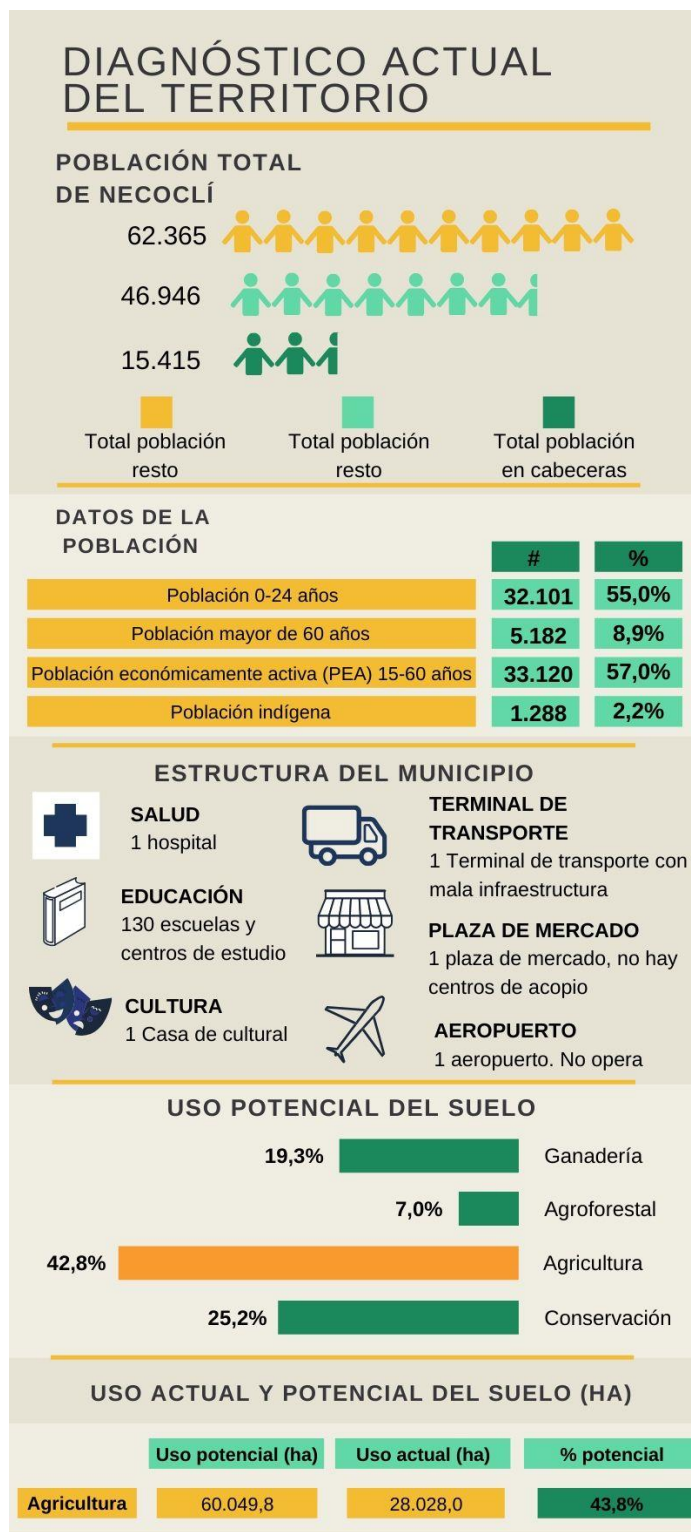 DIAGNÓSTICO ACTUAL
DEL TERRITORIO
POBLACIÓN TOTAL
DE NECOCLÍ
62.365
46.946
15.415
Total población
resto
Total población
resto
Total población
en cabeceras
DATOS DE LA
POBLACIÓN
# %
Población 0-24 años 32.101 55,0%
Población mayor de 60 años 5.182 8,9%
Población económicamente activa (PEA) 15-60 años 33.120 57,0%
Población indígena 1.288 2,2%
ESTRUCTURA DEL MUNICIPIO
SALUD
1 hospital
EDUCACIÓN
130 escuelas y
centros de estudio
CULTURA
1 Casa de cultural
TERMINAL DE
TRANSPORTE
1 Terminal de transporte con
mala infraestructura
PLAZA DE MERCADO
1 plaza de mercado, no hay
centros de acopio
AEROPUERTO
1 aeropuerto. No opera
USO POTENCIAL DEL SUELO
19,3% Ganadería
7,0% Agroforestal
42,8% Agricultura
25,2% Conservación
USO ACTUAL Y POTENCIAL DEL SUELO (HA)
Uso potencial (ha) Uso actual (ha) % potencial
Agricultura 60.049,8 28.028,0 43,8%